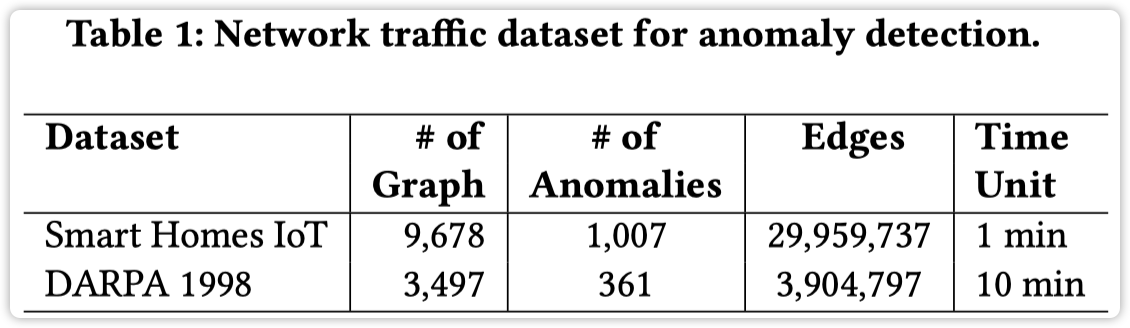 Table 1: Network traffic dataset for anomaly detection.
Dataset # of Graph # of Anomalies Edges Time Unit
Smart Homes IoT 9,678 1,007 29,959,737 1 min
DARPA 1998 3,497 361 3,904,797 10 min